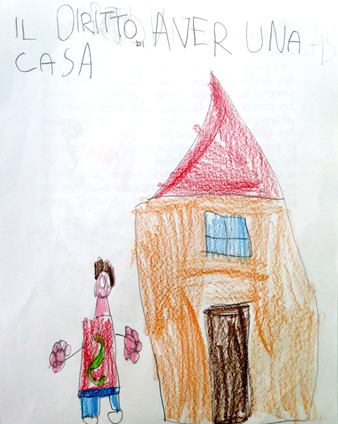 IL DIRITTO DI AVER UNA
CASA